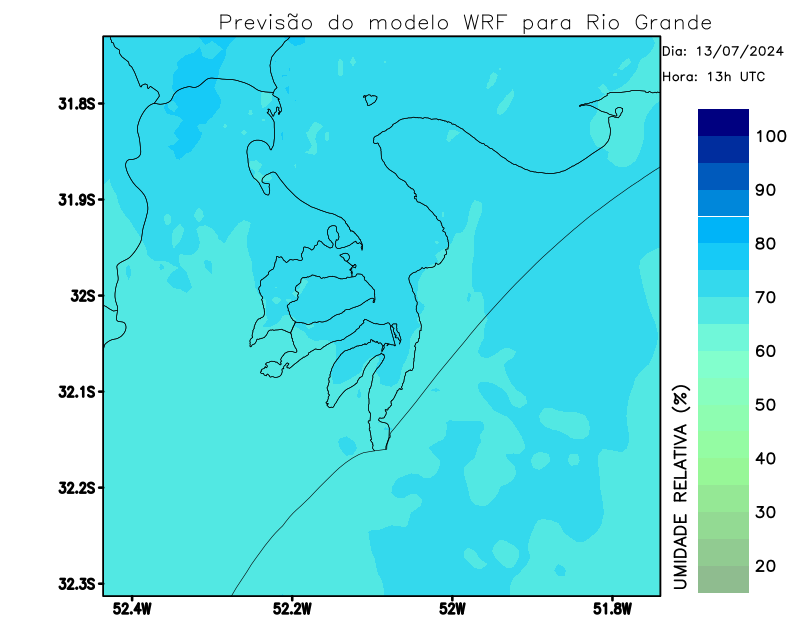 Previsão do modelo WRF para Rio Grande
Dia: 13/07/2024
Hora: 13h UTC
31.8S
31.9S
32S
32.1S
32.2S
32.3S
52.4W
52.2W
52W
51.8W
100
90
80
70
60
50
40
30
20
UMIDADE RELATIVA (%)